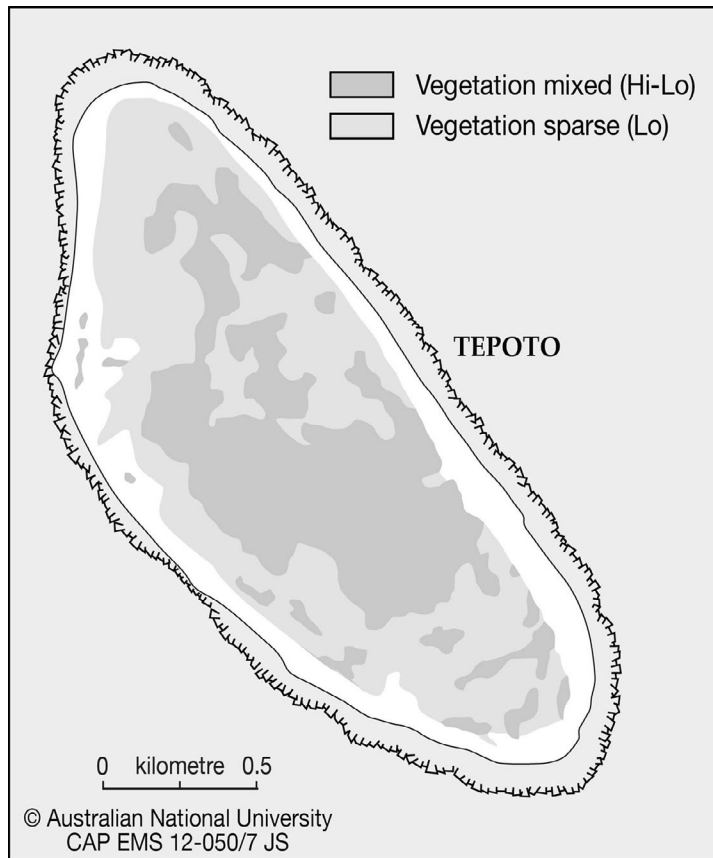 Vegetation mixed (Hi-Lo)
Vegetation sparse (Lo)
TEPOTO
0 kilometre 0.5
© Australian National University
CAP EMS 12-050/7 JS